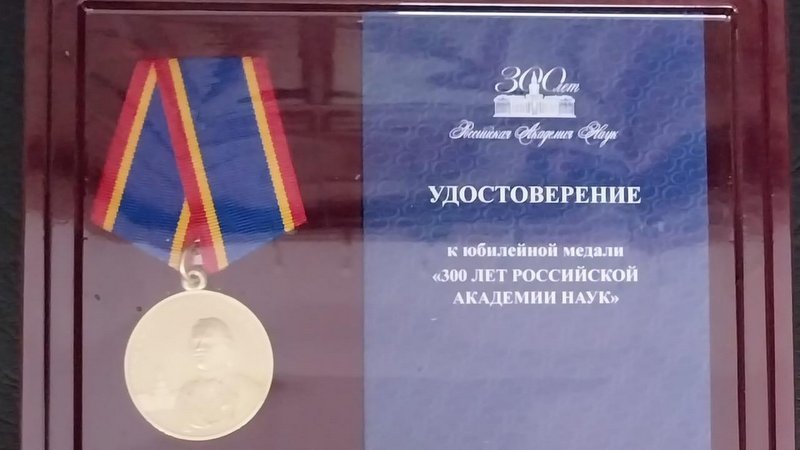 300 лет
Российская Академия Наук
УДОСТОВЕРЕНИЕ
к юбилейной медали
«300 ЛЕТ РОССИЙСКОЙ
АКАДЕМИИ НАУК»